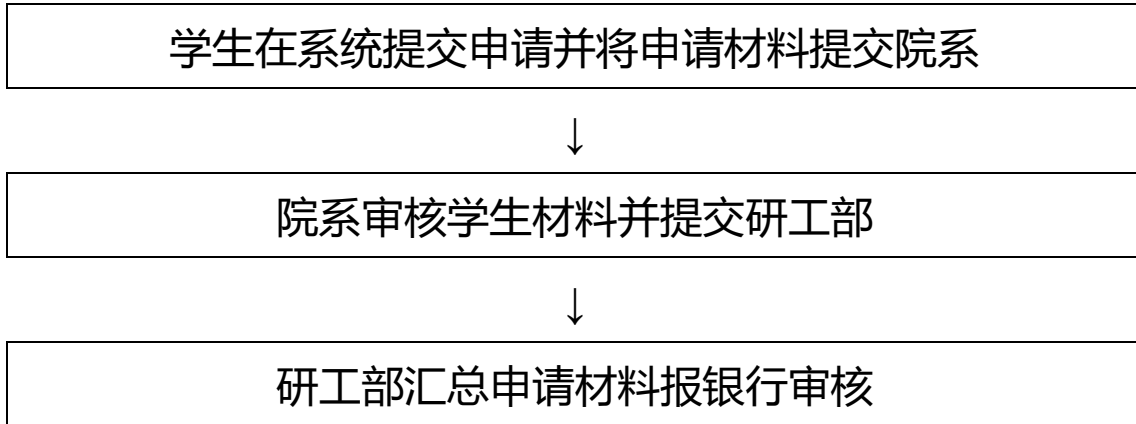 学生在系统提交申请并将申请材料提交院系
↓
院系审核学生材料并提交研工部
↓
研工部汇总申请材料报银行审核